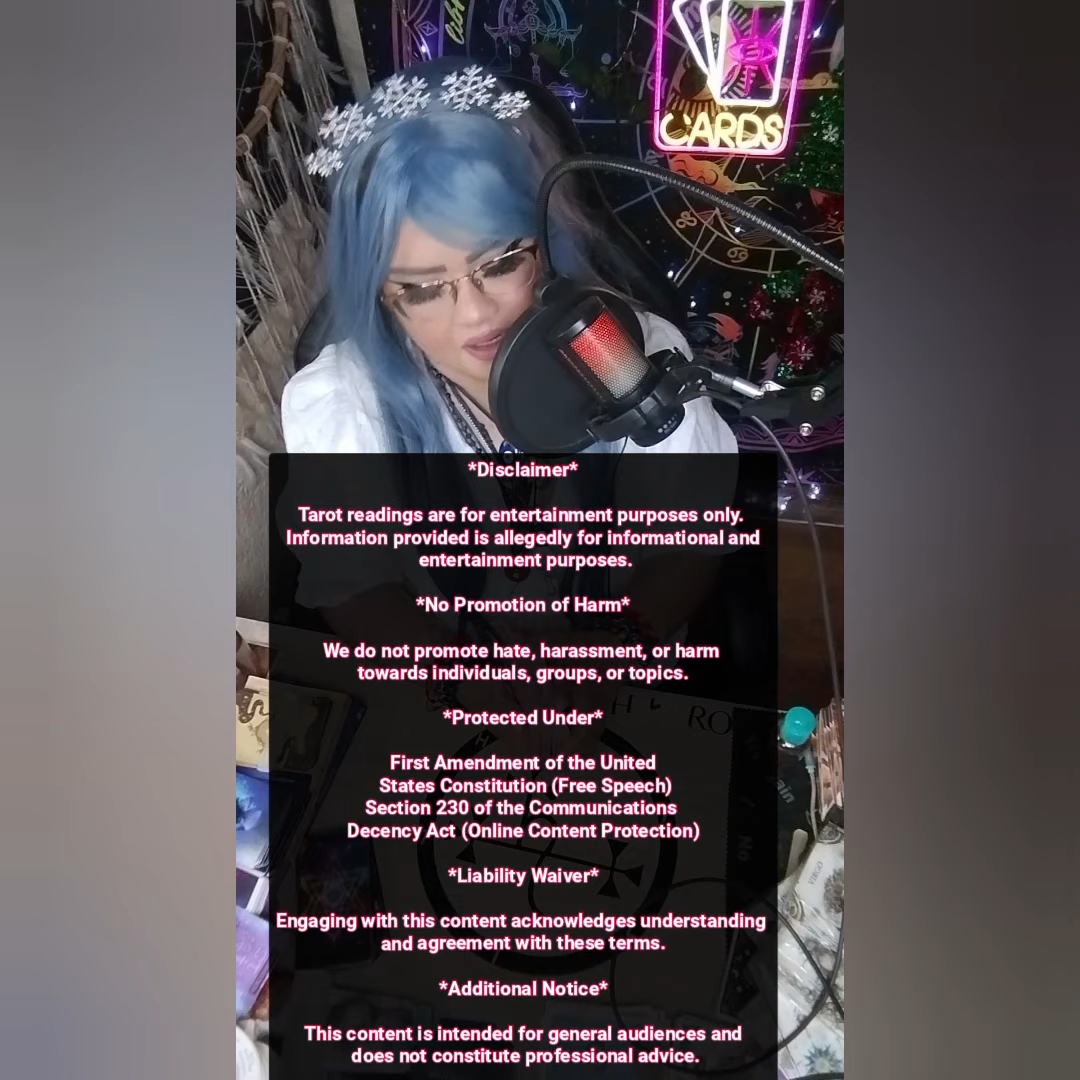 CARDS
*Disclaimer*
Tarot readings are for entertainment purposes only.
Information provided is allegedly for informational and
entertainment purposes.
*No Promotion of Harm*
We do not promote hate, harassment, or harm
towards individuals, groups, or topics.
*Protected Under*
First Amendment of the United
States Constitution (Free Speech)
Section 230 of the Communications
Decency Act (Online Content Protection)
*Liability Waiver*
Engaging with this content acknowledges understanding
and agreement with these terms.
*Additional Notice*
This content is intended for general audiences and
does not constitute professional advice.
No
VIRGO